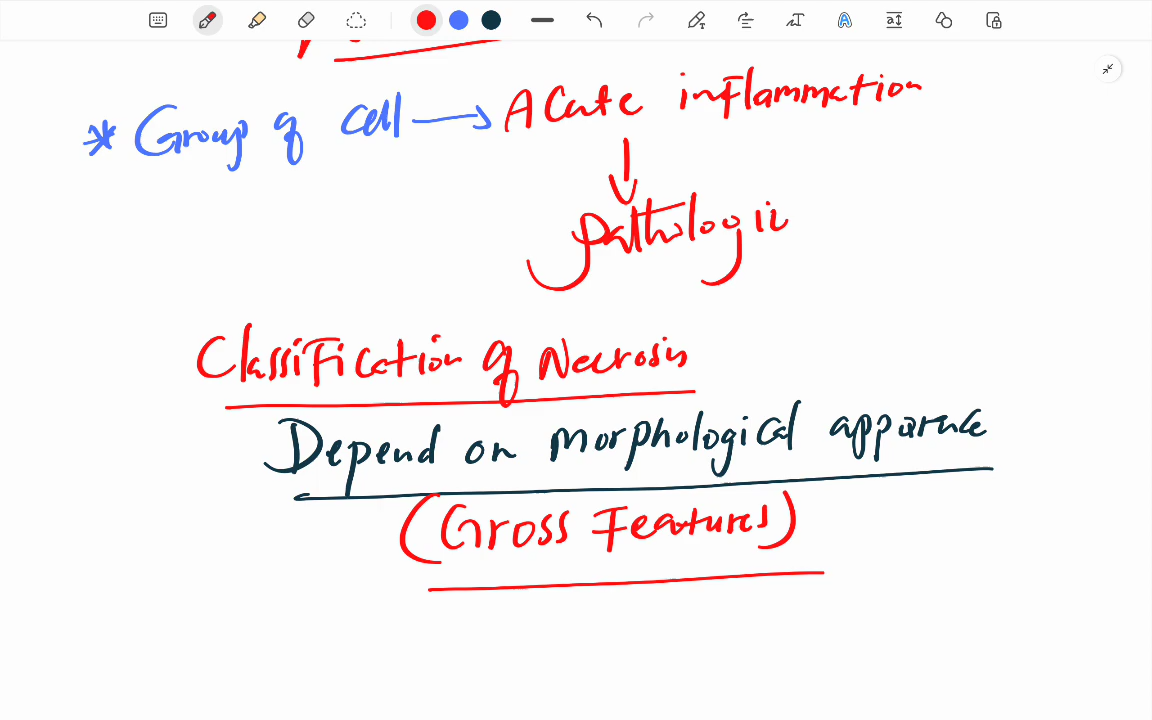 * Group of cell → Acute inflammation
↓
pathologic
Classification of Necrosis
Depend on morphological apparence
(Gross Features)